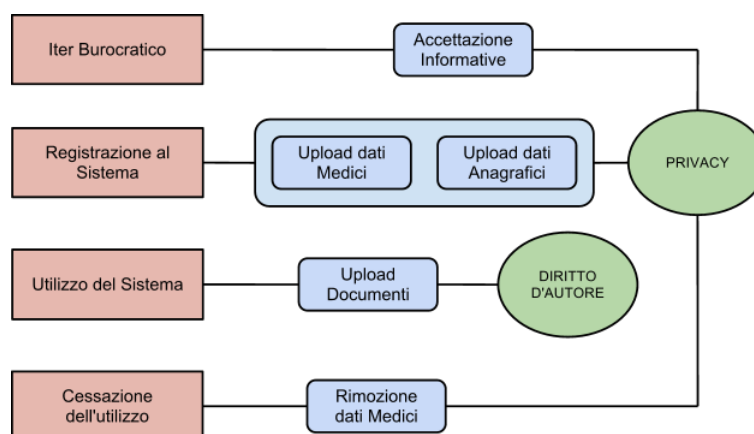 Iter Burocratico
Accettazione
Informative
Registrazione al
Sistema
Upload dati
Medici
Upload dati
Anagrafici
PRIVACY
Utilizzo del Sistema
Upload
Documenti
DIRITTO
D'AUTORE
Cessazione
dell'utilizzo
Rimozione
dati Medici